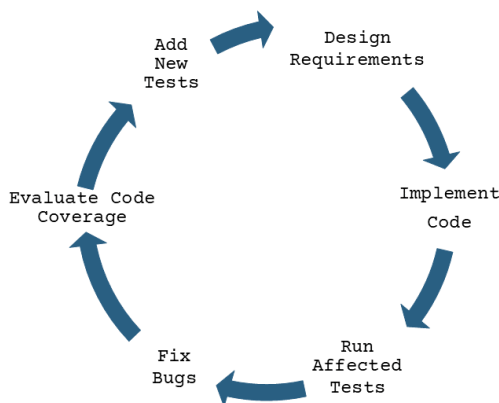 Add
New
Tests
Design
Requirements
Implement
Code
Run
Affected
Tests
Fix
Bugs
Evaluate Code
Coverage